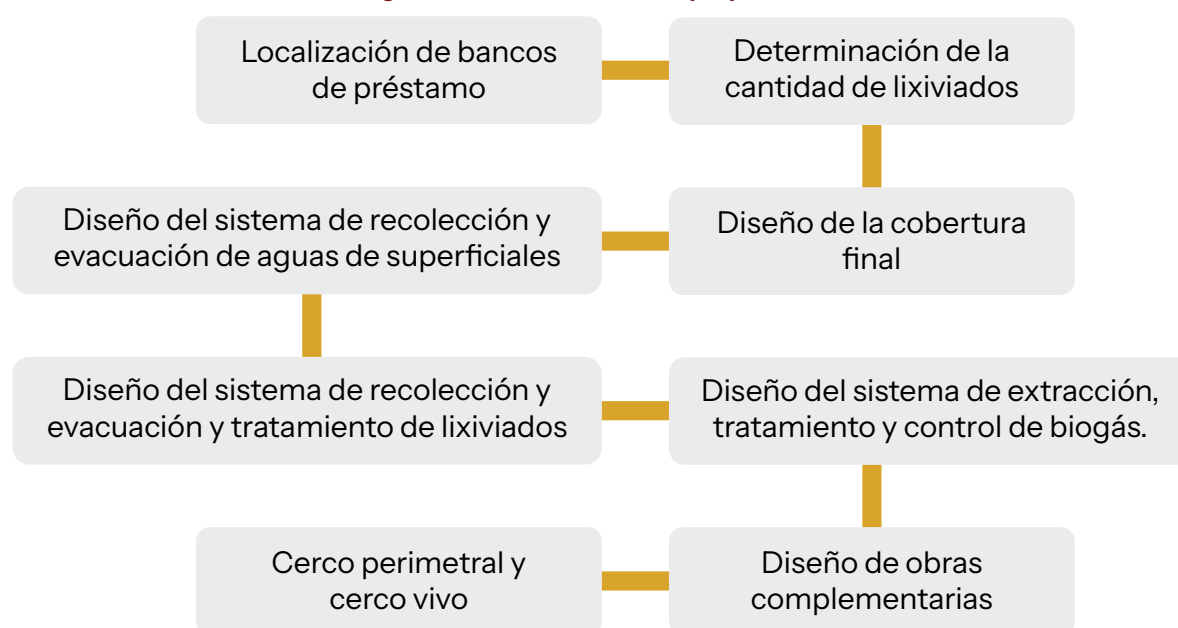 Localización de bancos
de préstamo
Determinación de la
cantidad de lixiviados
Diseño del sistema de recolección y
evacuación de aguas de superficiales
Diseño de la cobertura
final
Diseño del sistema de recolección y
evacuación y tratamiento de lixiviados
Diseño del sistema de extracción,
tratamiento y control de biogás.
Cerco perimetral y
cerco vivo
Diseño de obras
complementarias